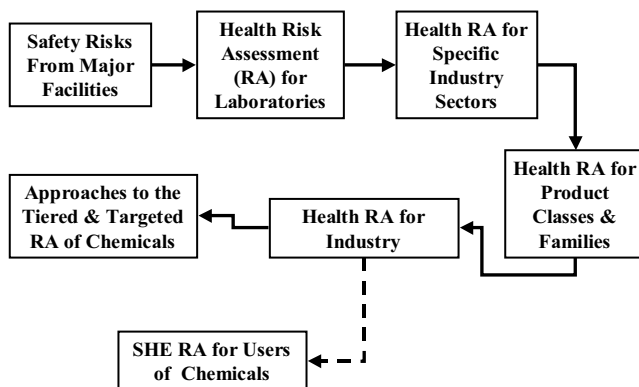 Safety Risks
From Major
Facilities
Health Risk
Assessment
(RA) for
Laboratories
Health RA for
Specific
Industry
Sectors
Health RA for
Product
Classes &
Families
Health RA for
Industry
Approaches to the
Tiered & Targeted
RA of Chemicals
SHE RA for Users
of Chemicals